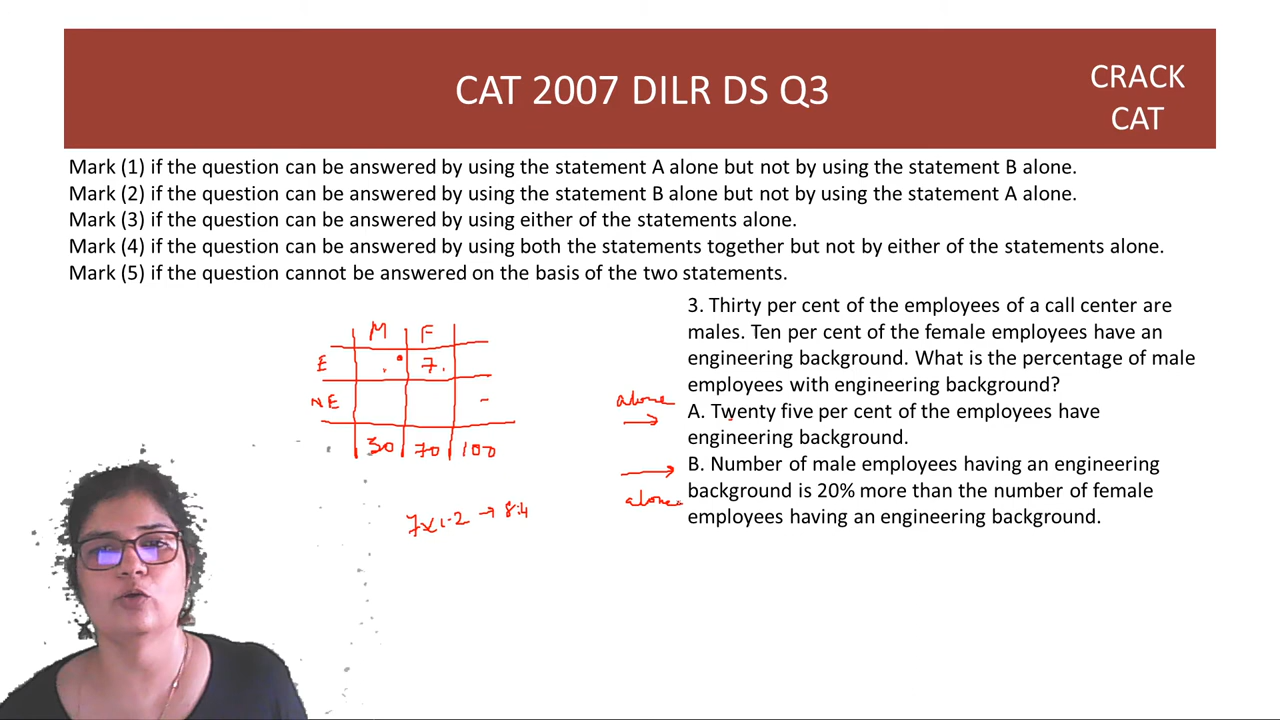 CAT 2007 DILR DS Q3
CRACK
CAT
Mark (1) if the question can be answered by using the statement A alone but not by using the statement B alone.
Mark (2) if the question can be answered by using the statement B alone but not by using the statement A alone.
Mark (3) if the question can be answered by using either of the statements alone.
Mark (4) if the question can be answered by using both the statements together but not by either of the statements alone.
Mark (5) if the question cannot be answered on the basis of the two statements.
3. Thirty per cent of the employees of a call center are
males. Ten per cent of the female employees have an
engineering background. What is the percentage of male
employees with engineering background?
A. Twenty five per cent of the employees have
engineering background.
B. Number of male employees having an engineering
background is 20% more than the number of female
employees having an engineering background.
M F
E 7.
NE -
30 70 100
7x1.2 → 8.4
alone
→
→
alone